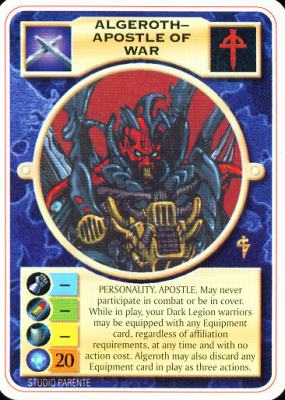 ALGEROTH–
APOSTLE OF
WAR
PERSONALITY. APOSTLE. May never
participate in combat or be in cover.
While in play, your Dark Legion warriors
may be equipped with any Equipment
card, regardless of affiliation
requirements, at any time and with no
action cost. Algeroth may also discard any
Equipment card in play as three actions.
–
–
–
20
STUDIO PARENTE